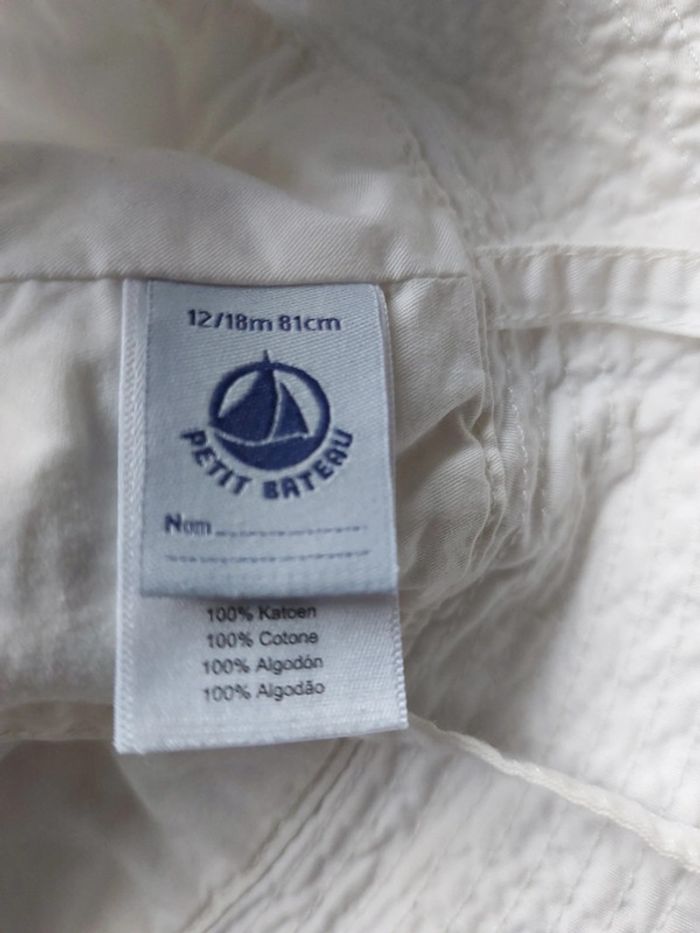 12/18m 81cm
PETIT BATEAU
Nom
100% Katoen
100% Cotone
100% Algodón
100% Algodão